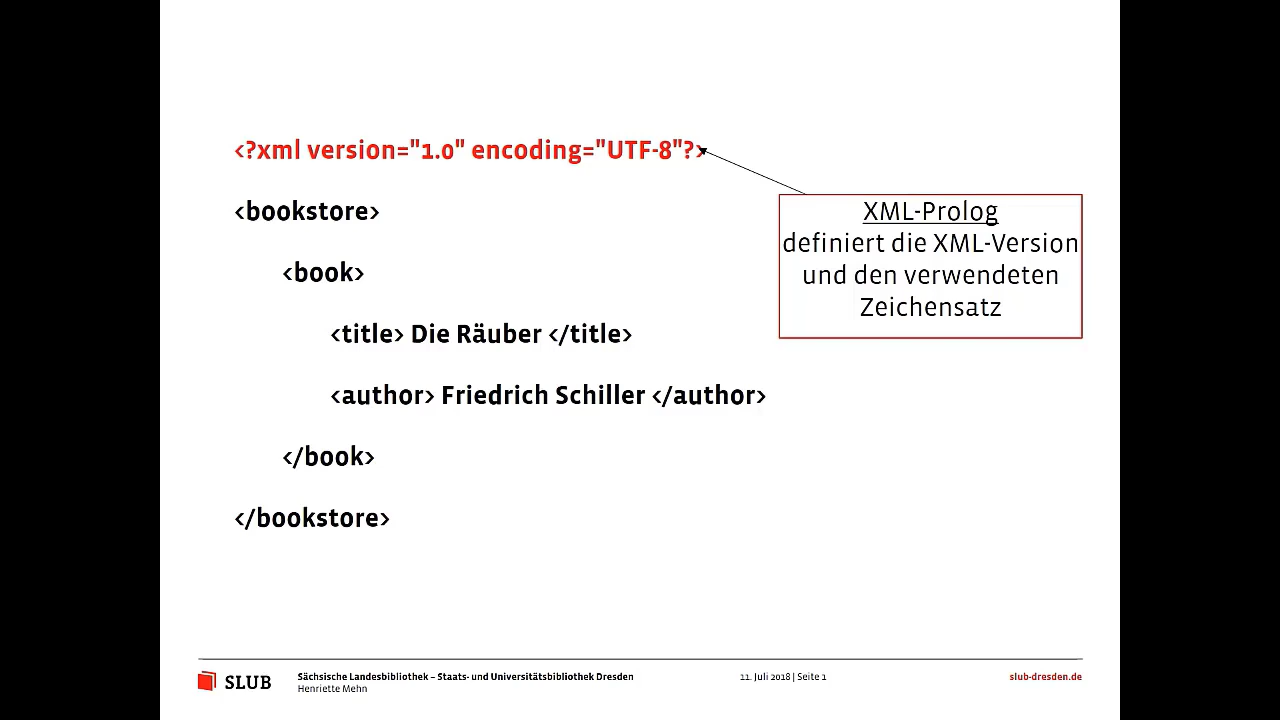 <?xml version="1.0" encoding="UTF-8"?>
<bookstore>
<book>
<title> Die Räuber </title>
<author> Friedrich Schiller </author>
</book>
</bookstore>
XML-Prolog
definiert die XML-Version
und den verwendeten
Zeichensatz
SLUB
Sächsische Landesbibliothek – Staats- und Universitätsbibliothek Dresden
Henriette Mehn
11. Juli 2018 | Seite 1
slub-dresden.de